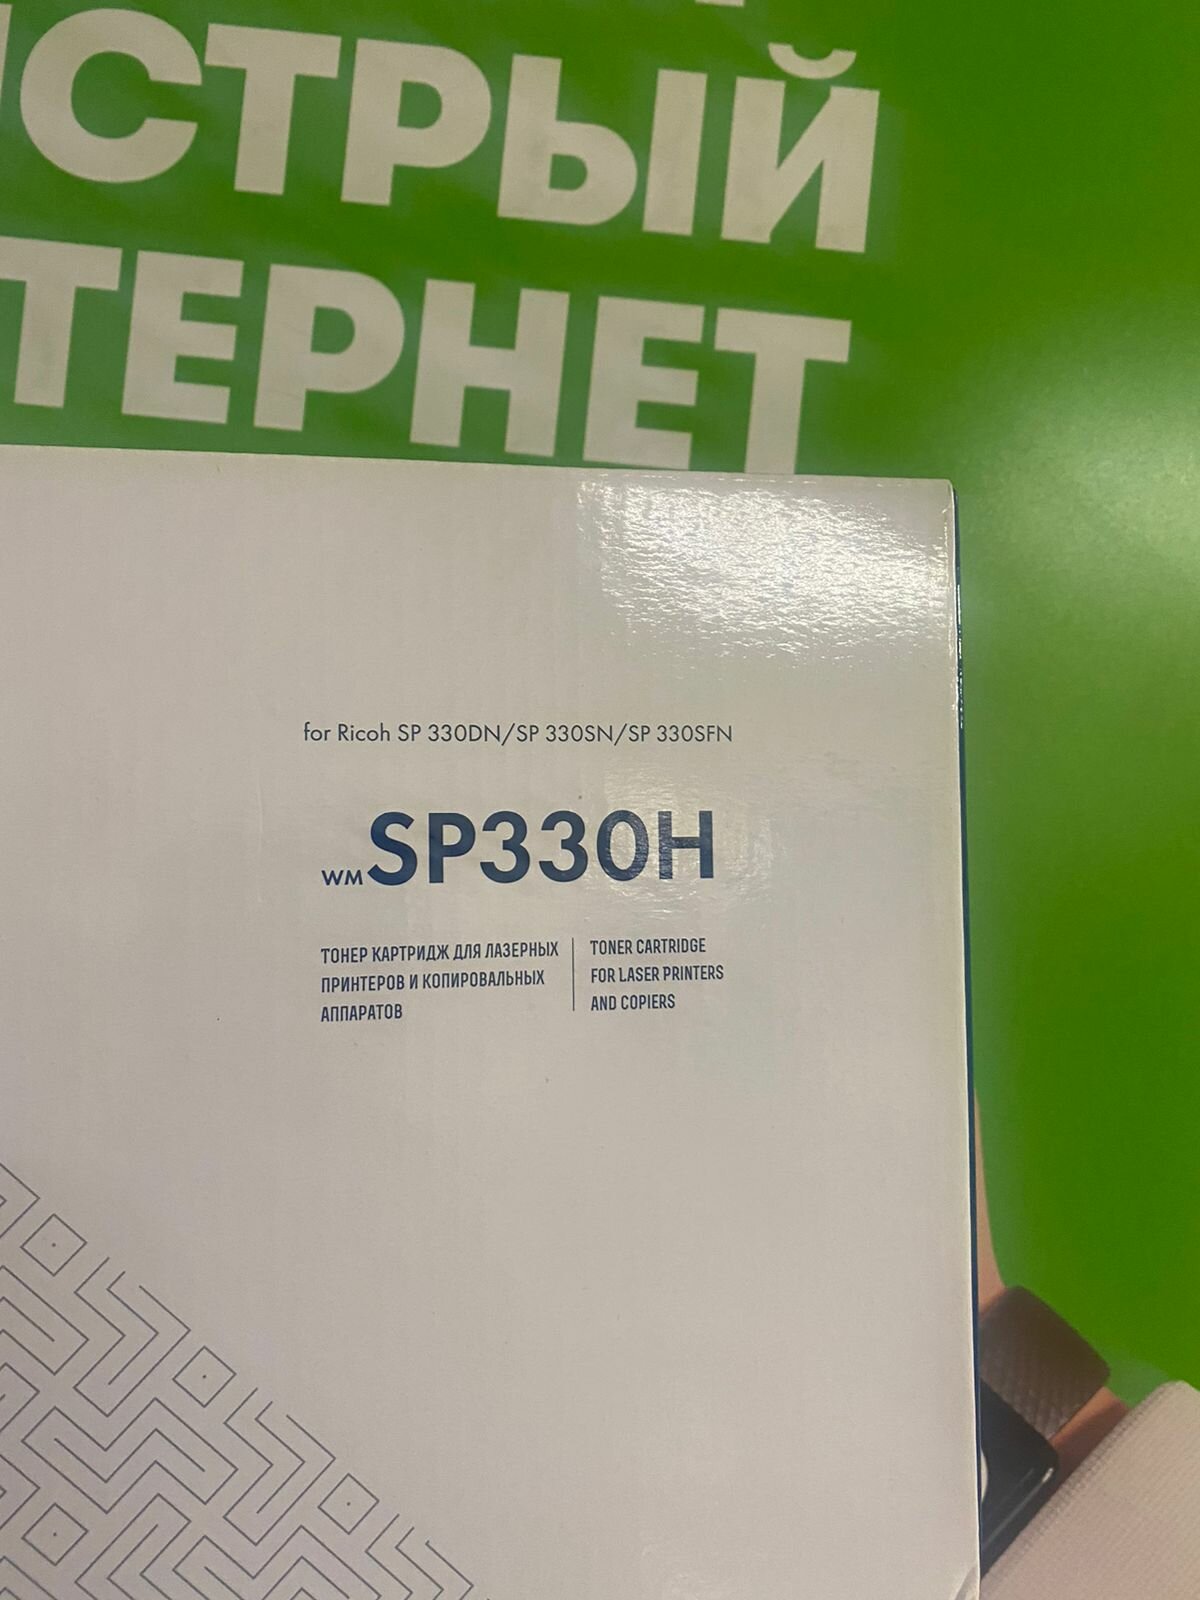 СТРЫЙ
ТЕРНЕТ
for Ricoh SP 330DN/SP 330SN/SP 330SFN
WM SP330H
ТОНЕР КАРТРИДЖ ДЛЯ ЛАЗЕРНЫХ
ПРИНТЕРОВ И КОПИРОВАЛЬНЫХ
АППАРАТОВ
TONER CARTRIDGE
FOR LASER PRINTERS
AND COPIERS